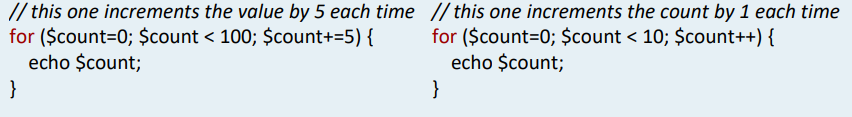 // this one increments the value by 5 each time
for ($count=0; $count < 100; $count+=5) {
echo $count;
}
// this one increments the count by 1 each time
for ($count=0; $count < 10; $count++) {
echo $count;
}